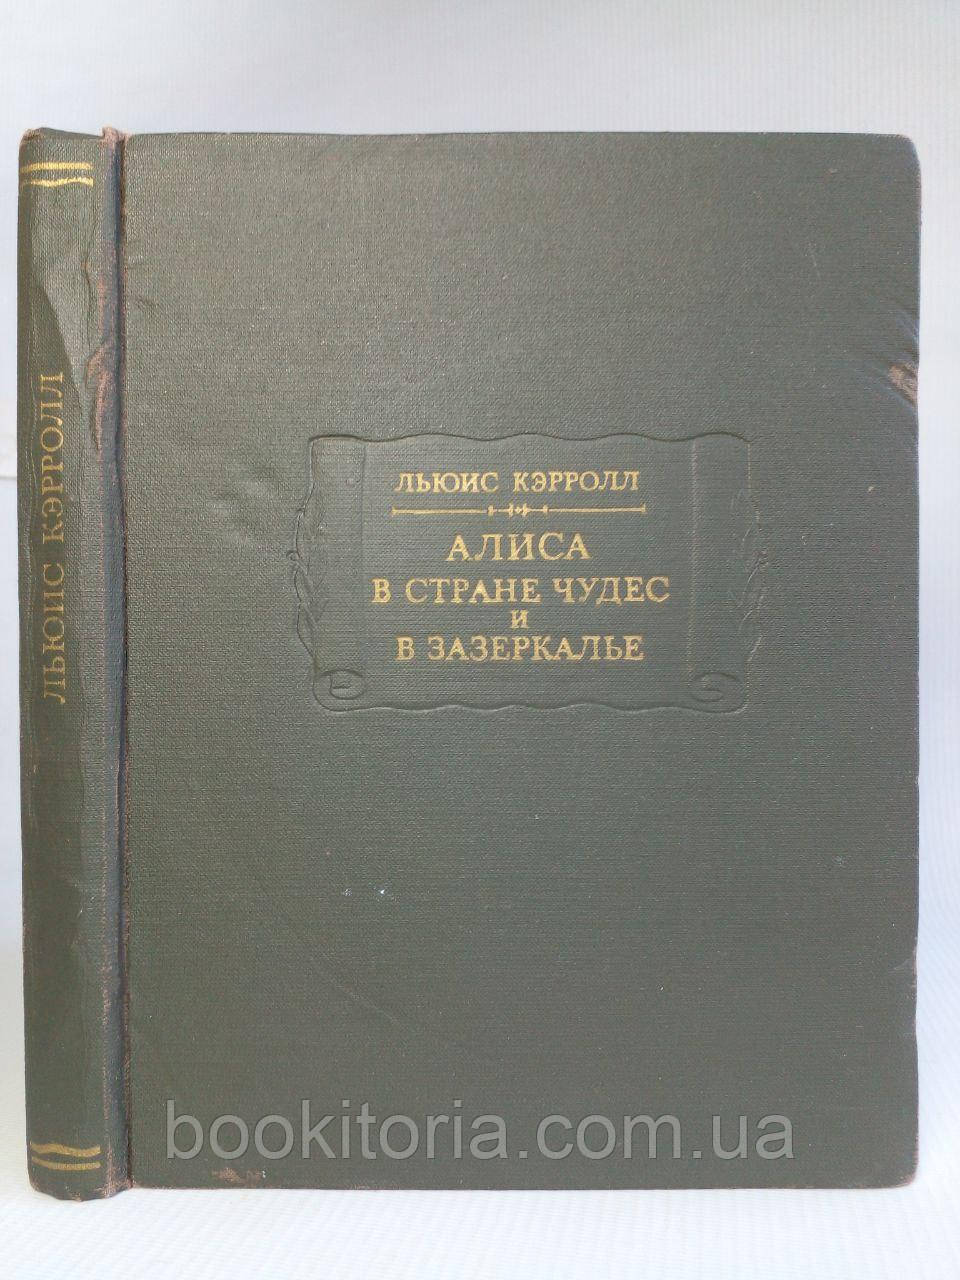 ЛЬЮИС КЭРРОЛЛ
ЛЬЮИС КЭРРОЛЛ
АЛИСА
В СТРАНЕ ЧУДЕС
И
В ЗАЗЕРКАЛЬЕ
bookitoria.com.ua